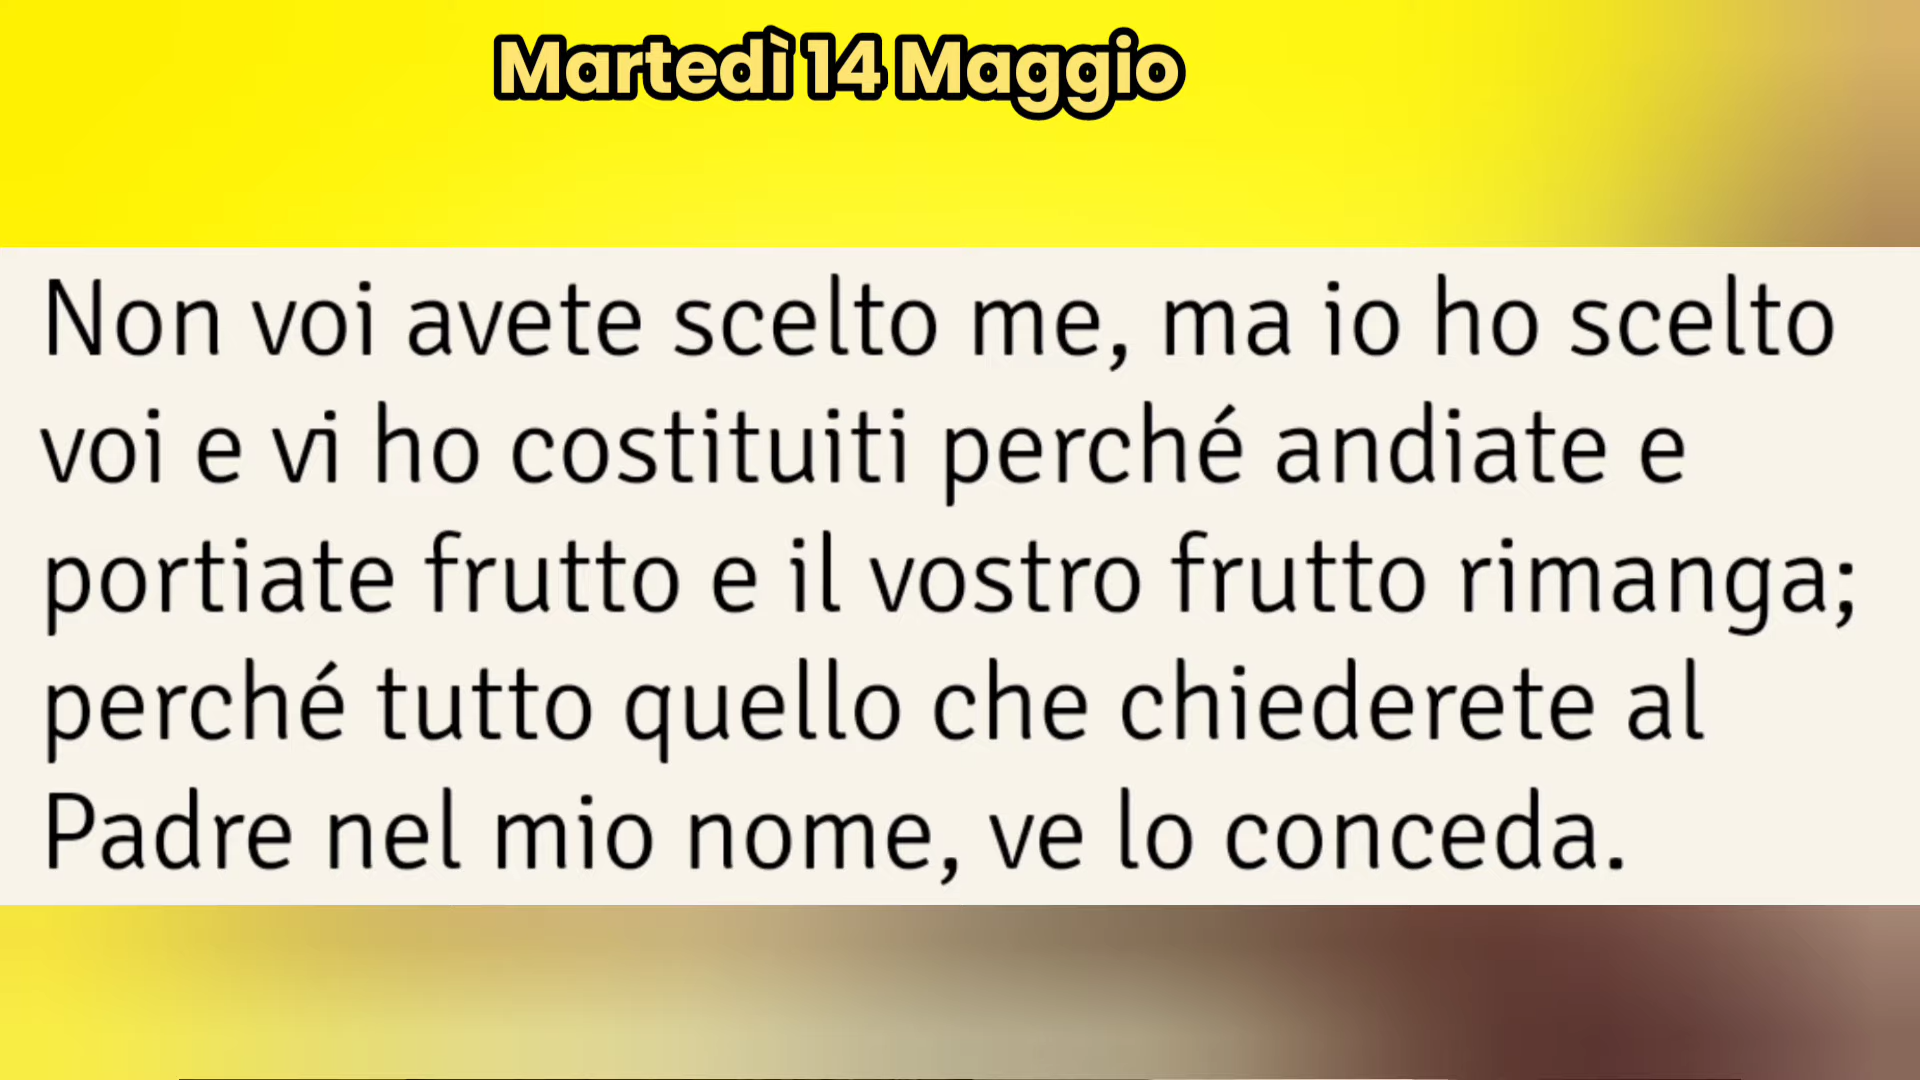 Martedì 14 Maggio
Non voi avete scelto me, ma io ho scelto
voi e vi ho costituiti perché andiate e
portiate frutto e il vostro frutto rimanga;
perché tutto quello che chiederete al
Padre nel mio nome, ve lo conceda.